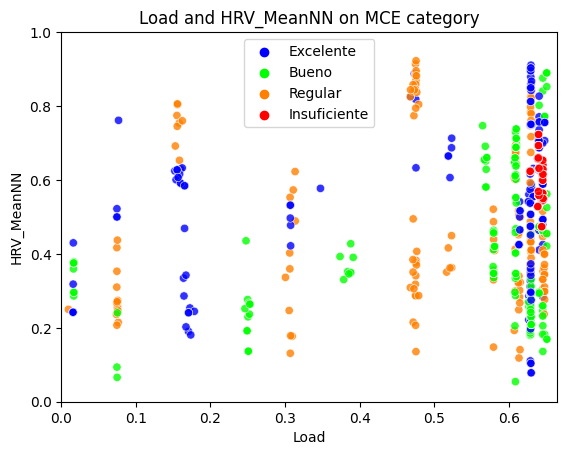 Load and HRV_MeanNN on MCE category
Excelente
Bueno
Regular
Insuficiente
HRV_MeanNN
1.0
0.8
0.6
0.4
0.2
0.0
0.0 0.1 0.2 0.3 0.4 0.5 0.6
Load